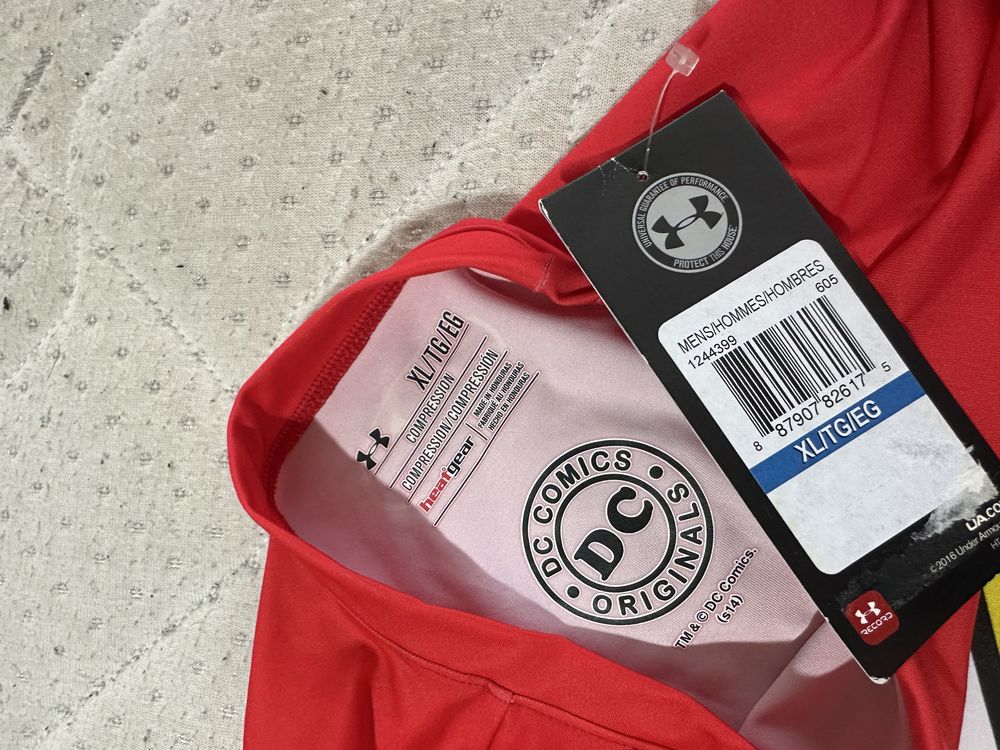 XL/TG/EG
COMPRESSION
COMPRESSION/COMPRESSION
heatgear
MADE IN HONDURAS
FABRIQUÉ AU HONDURAS
HECHO EN HONDURAS
DC COMICS
DC
ORIGINALS
TM & © DC Comics.
(s14)
UNIVERSAL GUARANTEE OF PERFORMANCE
PROTECT THIS HOUSE
MENS/HOMMES/HOMBRES
1244399 605
8 87907 82617 5
XL/TG/EG
UA.CO
© 2016 Under Armou
RECORD